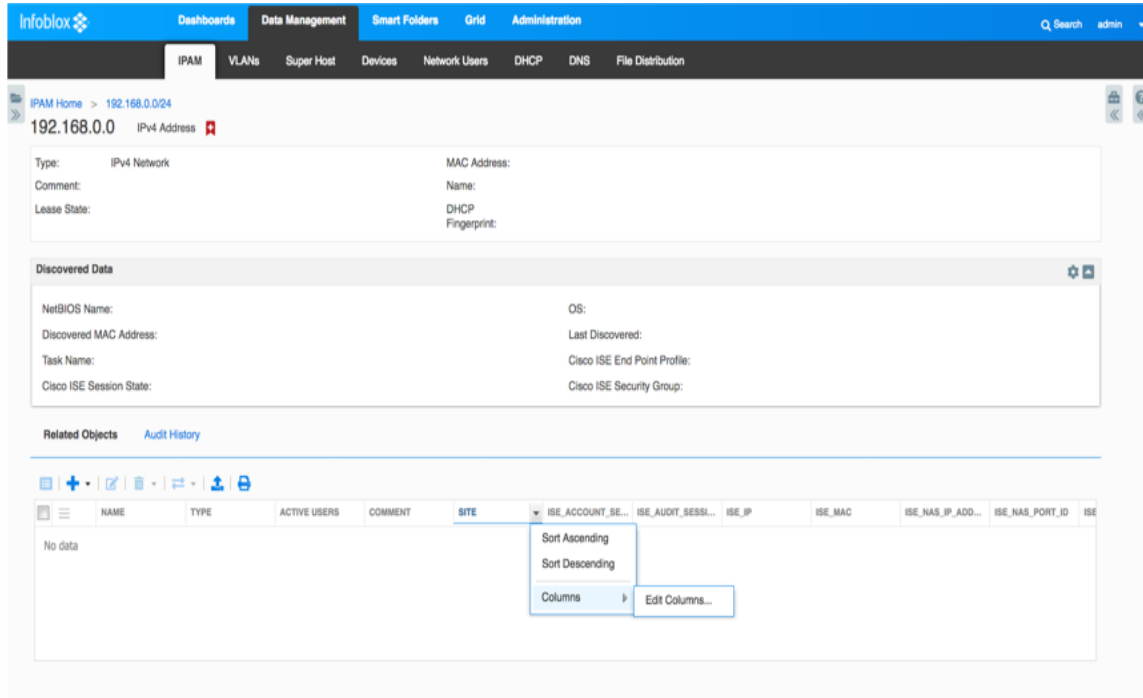 Infoblox Dashboards Data Management Smart Folders Grid Administration Search admin
IPAM VLANs Super Host Devices Network Users DHCP DNS File Distribution
IPAM Home > 192.168.0.0/24
192.168.0.0 IPv4 Address
Type: IPv4 Network MAC Address:
Comment: Name:
Lease State: DHCP
Fingerprint:
Discovered Data
NetBIOS Name: OS:
Discovered MAC Address: Last Discovered:
Task Name: Cisco ISE End Point Profile:
Cisco ISE Session State: Cisco ISE Security Group:
Related Objects Audit History
NAME TYPE ACTIVE USERS COMMENT SITE ISE_ACCOUNT_SE... ISE_AUDIT_SESSI... ISE_IP ISE_MAC ISE_NAS_IP_ADD... ISE_NAS_PORT_ID ISE
No data Sort Ascending
Sort Descending
Columns Edit Columns...